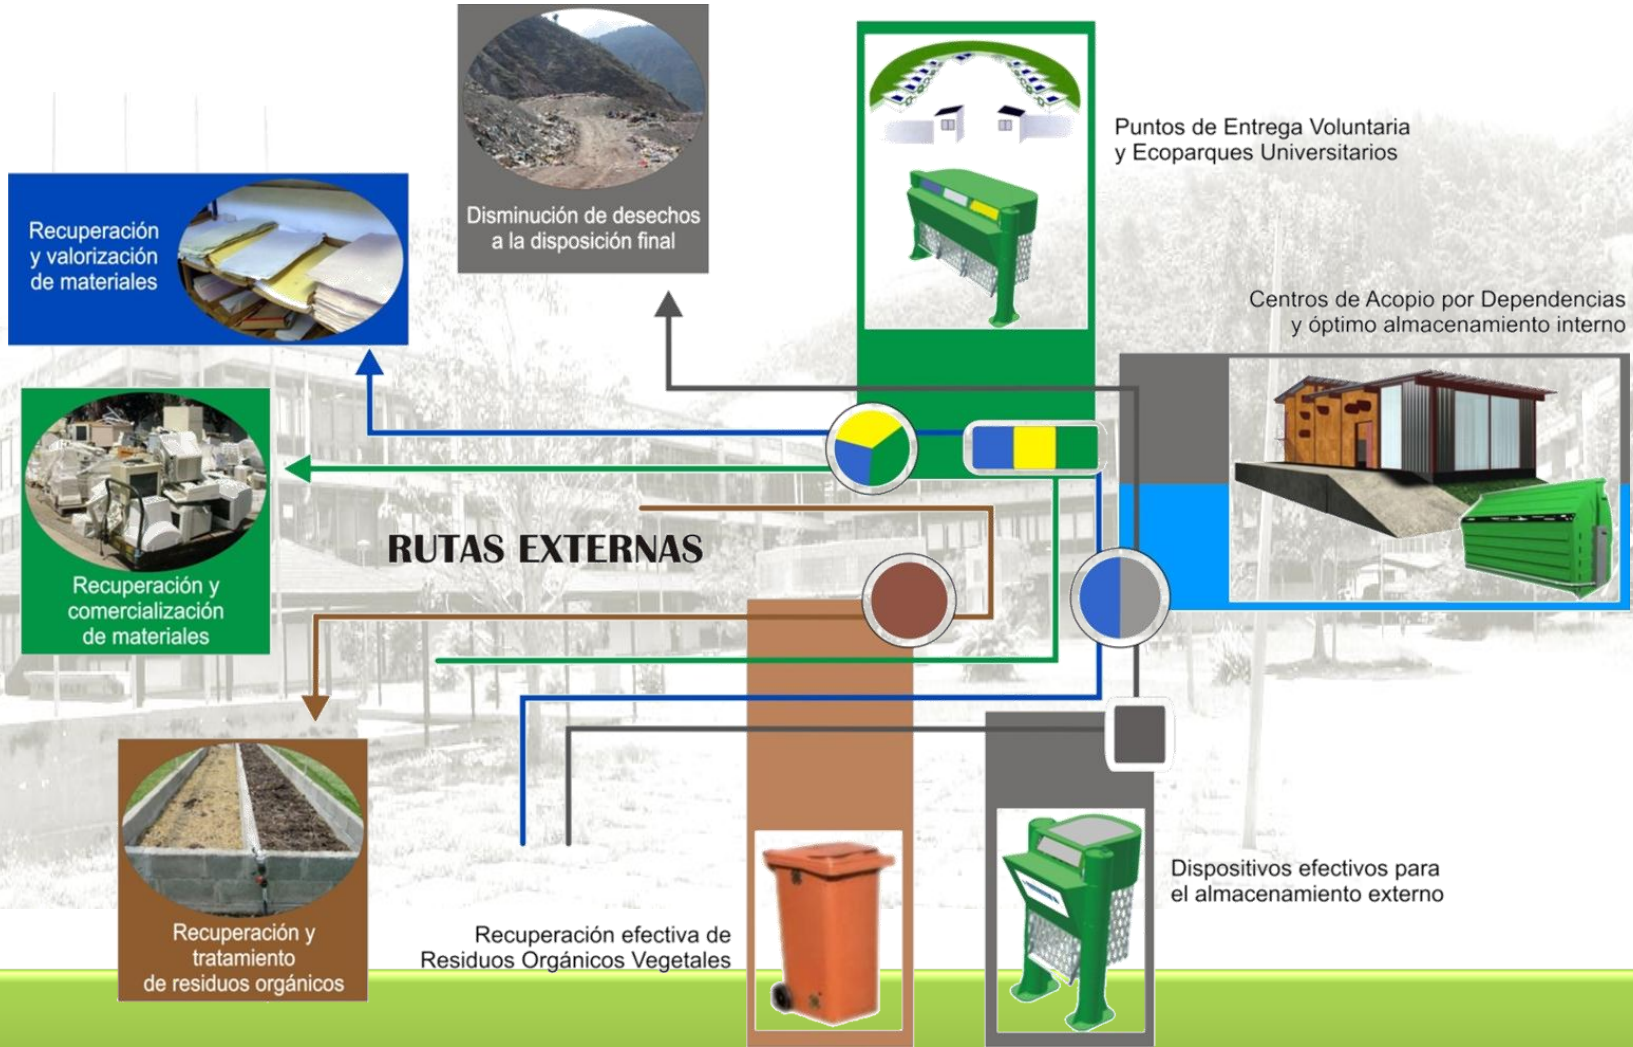 Disminución de desechos
a la disposición final
Puntos de Entrega Voluntaria
y Ecoparques Universitarios
Recuperación
y valorización
de materiales
Centros de Acopio por Dependencias
y óptimo almacenamiento interno
RUTAS EXTERNAS
Recuperación y
comercialización
de materiales
Recuperación y
tratamiento
de residuos orgánicos
Recuperación efectiva de
Residuos Orgánicos Vegetales
Dispositivos efectivos para
el almacenamiento externo